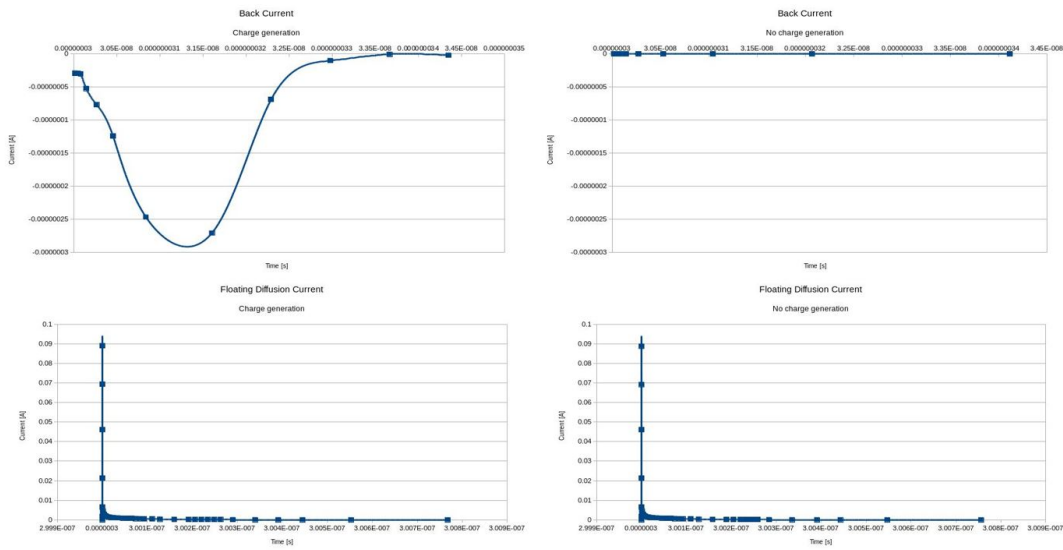 Back Current
Charge generation
0.00000003 3.05E-008 0.000000031 3.15E-008 0.000000032 3.25E-008 0.000000033 3.35E-008 0.000000034 3.45E-008 0.000000035
0
-0.00000005
-0.0000001
-0.00000015
-0.0000002
-0.00000025
-0.0000003
Current [A]
Time [s]
Back Current
No charge generation
0.00000003 3.05E-008 0.000000031 3.15E-008 0.000000032 3.25E-008 0.000000033 3.35E-008 0.000000034 3.45E-008
0
-0.00000005
-0.0000001
-0.00000015
-0.0000002
-0.00000025
-0.0000003
Current [A]
Time [s]
Floating Diffusion Current
Charge generation
0.1
0.09
0.08
0.07
0.06
0.05
0.04
0.03
0.02
0.01
0
Current [A]
2.999E-007 0.0000003 3.001E-007 3.002E-007 3.003E-007 3.004E-007 3.005E-007 3.006E-007 3.007E-007 3.008E-007 3.009E-007
Time [s]
Floating Diffusion Current
No charge generation
0.1
0.09
0.08
0.07
0.06
0.05
0.04
0.03
0.02
0.01
0
Current [A]
2.999E-007 0.0000003 3.001E-007 3.002E-007 3.003E-007 3.004E-007 3.005E-007 3.006E-007 3.007E-007 3.008E-007 3.009E-007
Time [s]